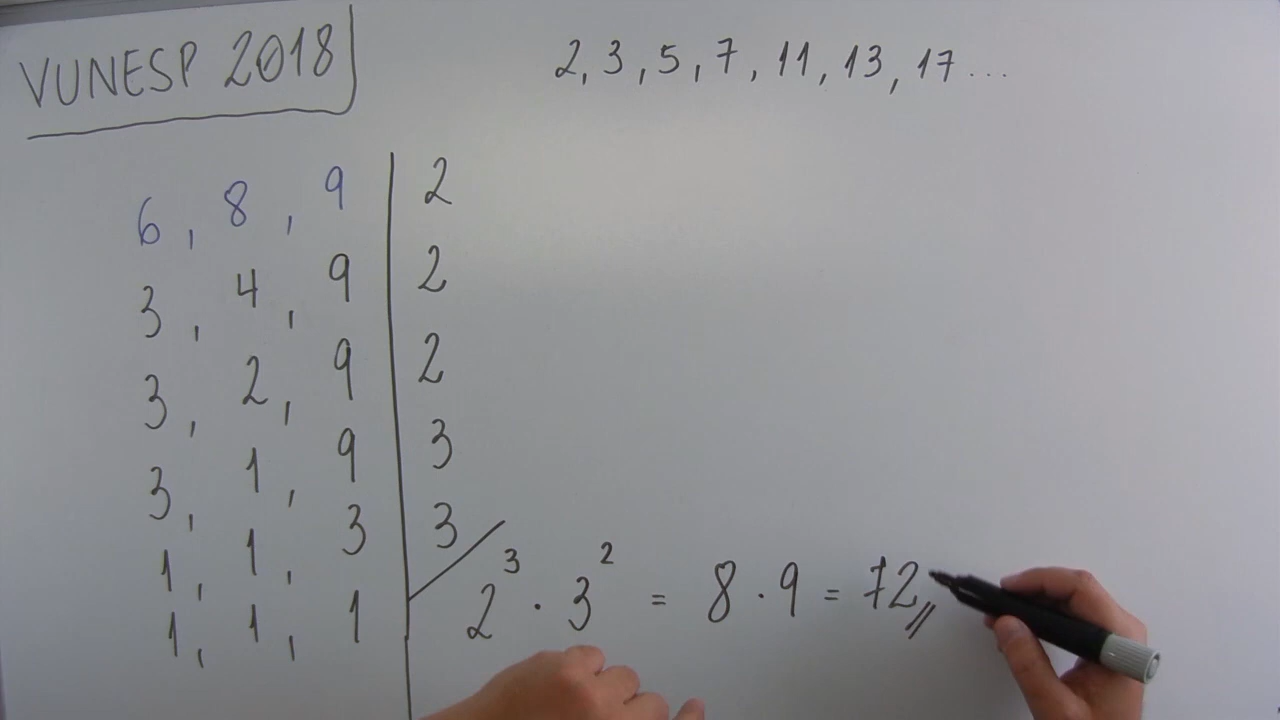 VUNESP 2018
2, 3, 5, 7, 11, 13, 17...
6, 8, 9 | 2
3, 4, 9 | 2
3, 2, 9 | 2
3, 1, 9 | 3
1, 1, 3 | 3
1, 1, 1 | 2³ · 3² = 8 · 9 = 72